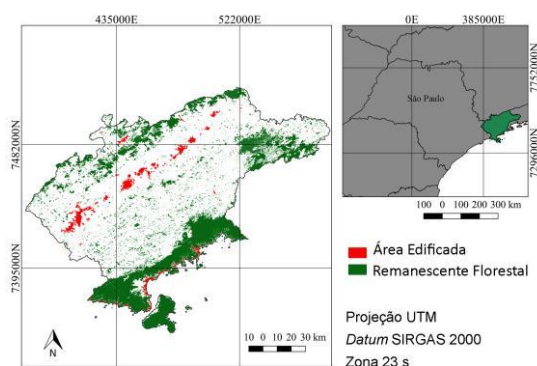 435000E 522000E
7482000N
7395000N
N
10 0 10 20 30 km
0E 385000E
7752000N
7296000N
São Paulo
100 0 100 200 300 km
Área Edificada
Remanescente Florestal
Projeção UTM
Datum SIRGAS 2000
Zona 23 s